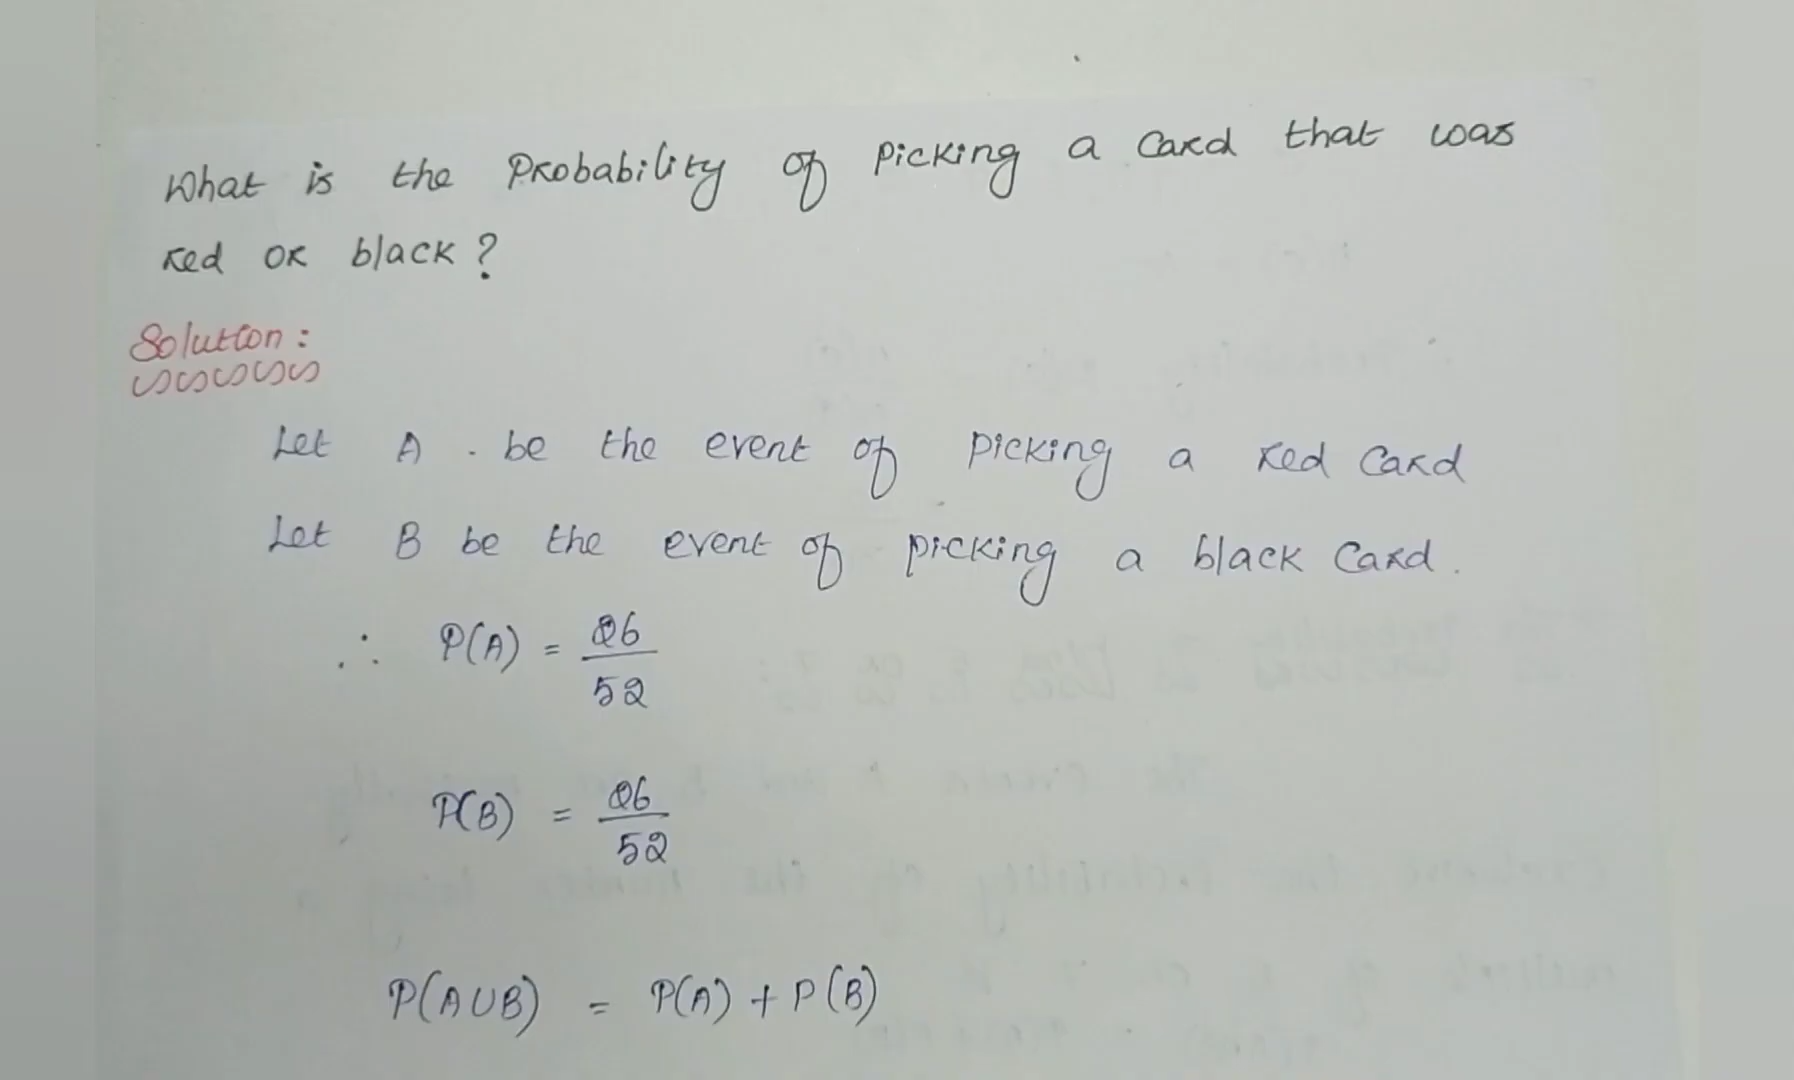 What is the Probability of Picking a Card that was
red or black?
Solution:
Let A . be the event of picking a red Card
Let B be the event of picking a black Card.
∴ P(A) = 26/52
P(B) = 26/52
P(A∪B) = P(A) + P(B)